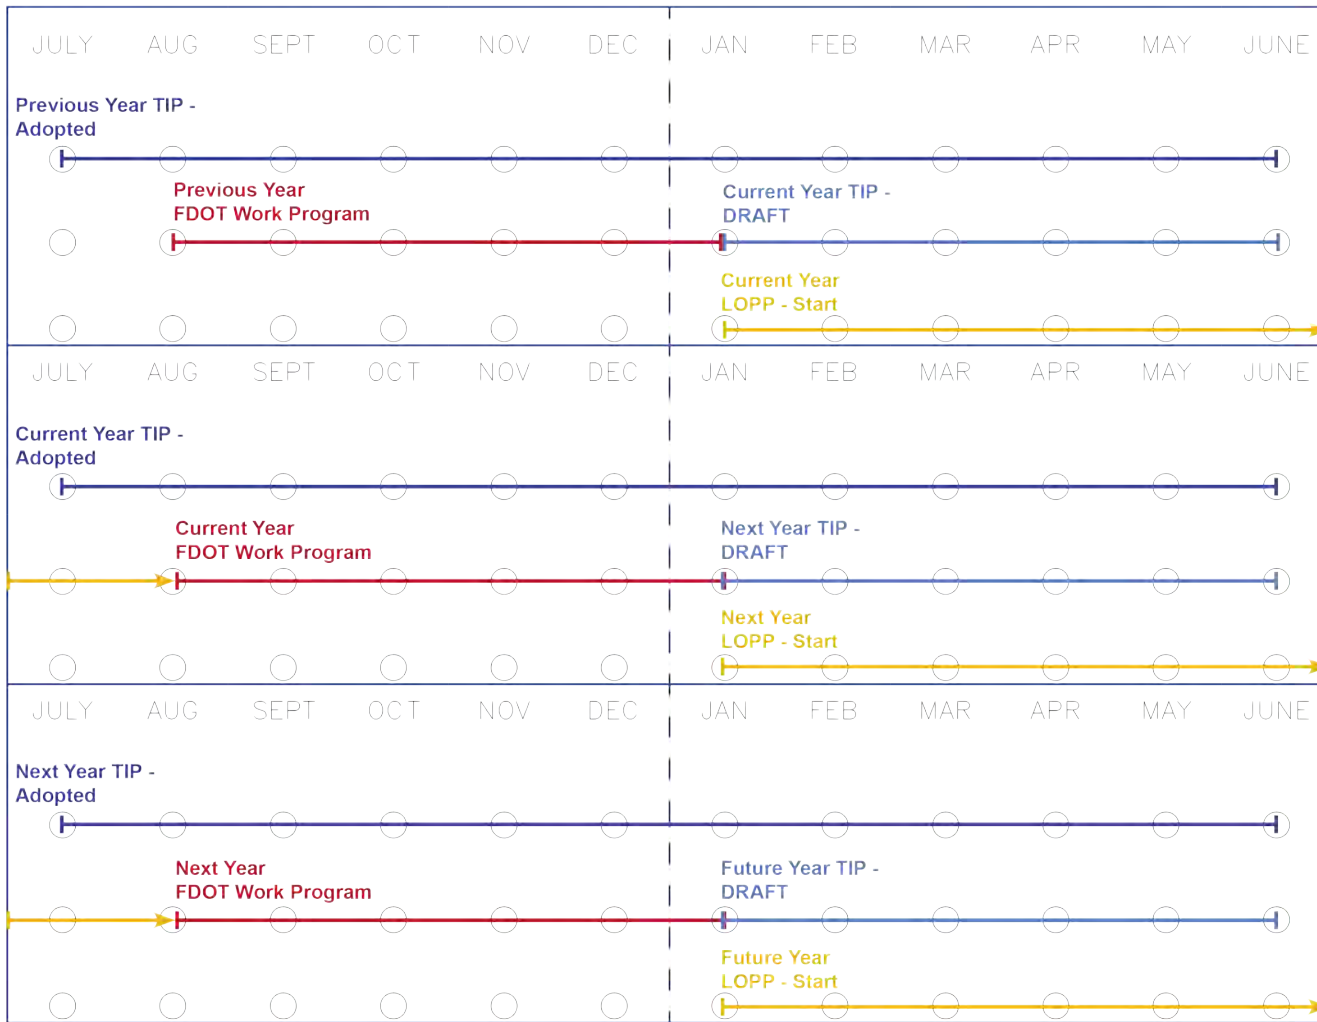 JULY AUG SEPT OCT NOV DEC JAN FEB MAR APR MAY JUNE
Previous Year TIP -
Adopted
Previous Year
FDOT Work Program
Current Year TIP -
DRAFT
Current Year
LOPP - Start
JULY AUG SEPT OCT NOV DEC JAN FEB MAR APR MAY JUNE
Current Year TIP -
Adopted
Current Year
FDOT Work Program
Next Year TIP -
DRAFT
Next Year
LOPP - Start
JULY AUG SEPT OCT NOV DEC JAN FEB MAR APR MAY JUNE
Next Year TIP -
Adopted
Next Year
FDOT Work Program
Future Year TIP -
DRAFT
Future Year
LOPP - Start